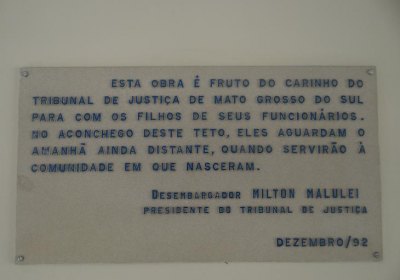 ESTA OBRA É FRUTO DO CARINHO DO
TRIBUNAL DE JUSTIÇA DE MATO GROSSO DO SUL
PARA COM OS FILHOS DE SEUS FUNCIONÁRIOS.
NO ACONCHEGO DESTE TETO, ELES AGUARDAM O
AMANHÃ AINDA DISTANTE, QUANDO SERVIRÃO À
COMUNIDADE EM QUE NASCERAM.
DESEMBARGADOR MILTON MALULEI
PRESIDENTE DO TRIBUNAL DE JUSTIÇA
DEZEMBRO/92